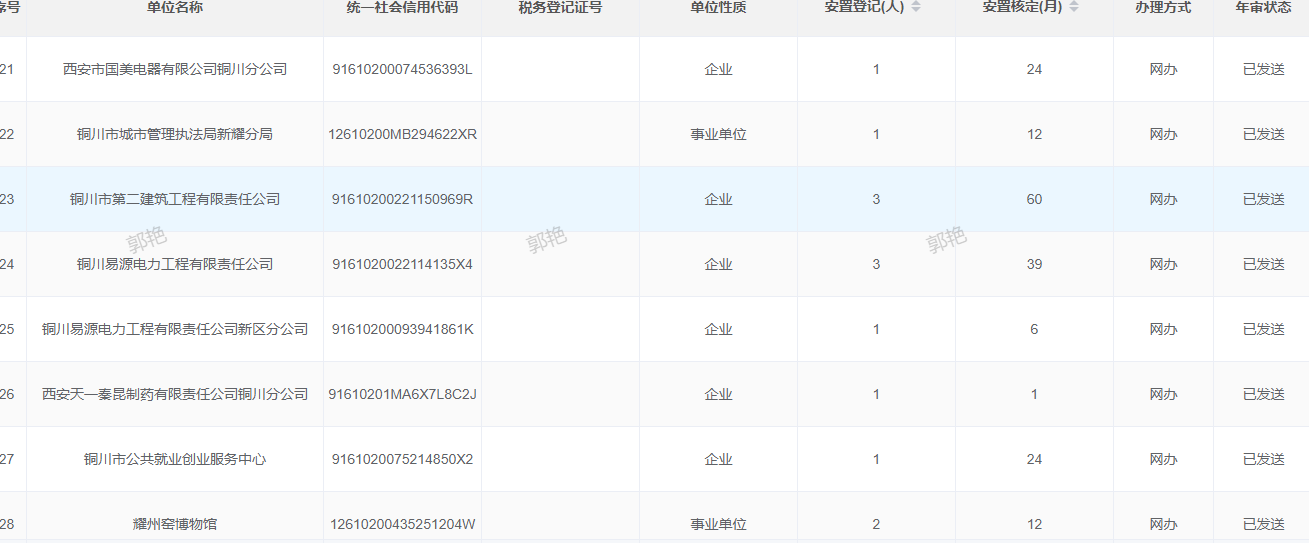 序号 单位名称 统一社会信用代码 税务登记证号 单位性质 安置登记(人) 安置核定(月) 办理方式 年审状态
21 西安市国美电器有限公司铜川分公司 91610200074536393L 企业 1 24 网办 已发送
22 铜川市城市管理执法局新耀分局 12610200MB294622XR 事业单位 1 12 网办 已发送
23 铜川市第二建筑工程有限责任公司 91610200221150969R 企业 3 60 网办 已发送
郭艳 郭艳 郭艳
24 铜川易源电力工程有限责任公司 9161020022114135X4 企业 3 39 网办 已发送
25 铜川易源电力工程有限责任公司新区分公司 91610200093941861K 企业 1 6 网办 已发送
26 西安天一秦昆制药有限责任公司铜川分公司 91610201MA6X7L8C2J 企业 1 1 网办 已发送
27 铜川市公共就业创业服务中心 9161020075214850X2 企业 1 24 网办 已发送
28 耀州窑博物馆 12610200435251204W 事业单位 2 12 网办 已发送